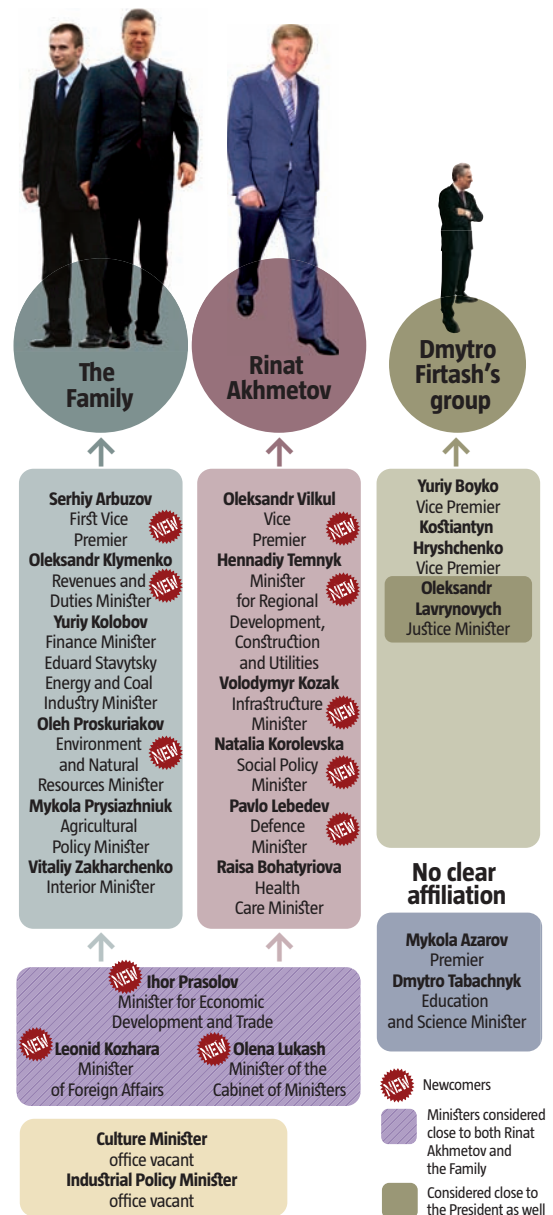 The
Family
Rinat
Akhmetov
Dmytro
Firtash's
group
Serhiy Arbuzov
First Vice
Premier
NEW
Oleksandr Klymenko
Revenues and
Duties Minister
NEW
Yuriy Kolobov
Finance Minister
Eduard Stavytsky
Energy and Coal
Industry Minister
Oleh Proskuriakov
Environment
and Natural
Resources Minister
NEW
Mykola Prysiazhniuk
Agricultural
Policy Minister
Vitaliy Zakharchenko
Interior Minister
Oleksandr Vilkul
Vice
Premier
NEW
Hennadiy Temnyk
Minister
for Regional
Development,
Construction
and Utilities
NEW
Volodymyr Kozak
Infrastructure
Minister
NEW
Natalia Korolevska
Social Policy
Minister
NEW
Pavlo Lebedev
Defence
Minister
NEW
Raisa Bohatyriova
Health
Care Minister
Yuriy Boyko
Vice Premier
Kostiantyn
Hryshchenko
Vice Premier
Oleksandr
Lavrynovych
Justice Minister
No clear
affiliation
Mykola Azarov
Premier
Dmytro Tabachnyk
Education
and Science Minister
NEW
Ihor Prasolov
Minister for Economic
Development and Trade
NEW
Leonid Kozhara
Minister
of Foreign Affairs
NEW
Olena Lukash
Minister of the
Cabinet of Ministers
Culture Minister
office vacant
Industrial Policy Minister
office vacant
NEW
Newcomers
Ministers considered
close to both Rinat
Akhmetov and
the Family
Considered close to
the President as well